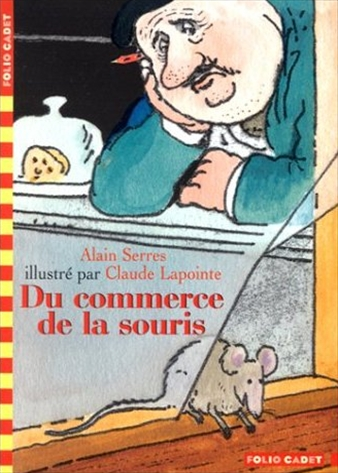 FOLIO CADET
Alain Serres
illustré par Claude Lapointe
Du commerce
de la souris
FOLIO CADET